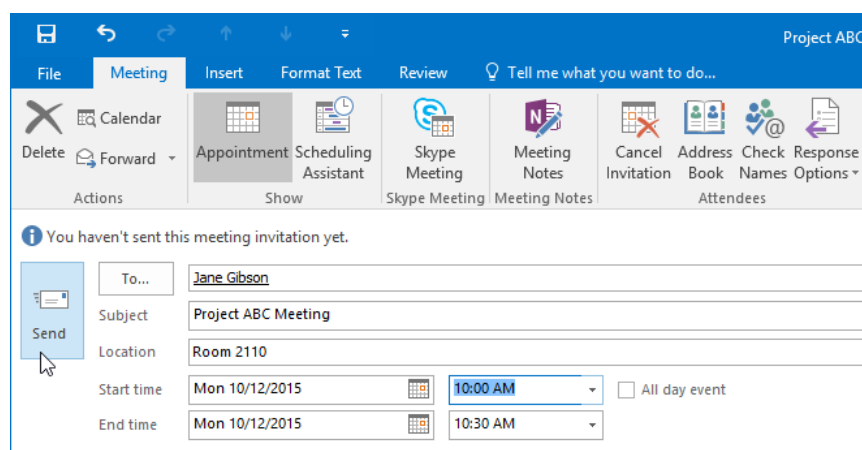 Project ABC
File Meeting Insert Format Text Review Tell me what you want to do...
Delete Calendar Forward Appointment Scheduling Assistant Skype Meeting Meeting Notes Cancel Invitation Address Book Check Names Response Options
Actions Show Skype Meeting Meeting Notes Attendees
You haven't sent this meeting invitation yet.
Send
To... Jane Gibson
Subject Project ABC Meeting
Location Room 2110
Start time Mon 10/12/2015 10:00 AM All day event
End time Mon 10/12/2015 10:30 AM